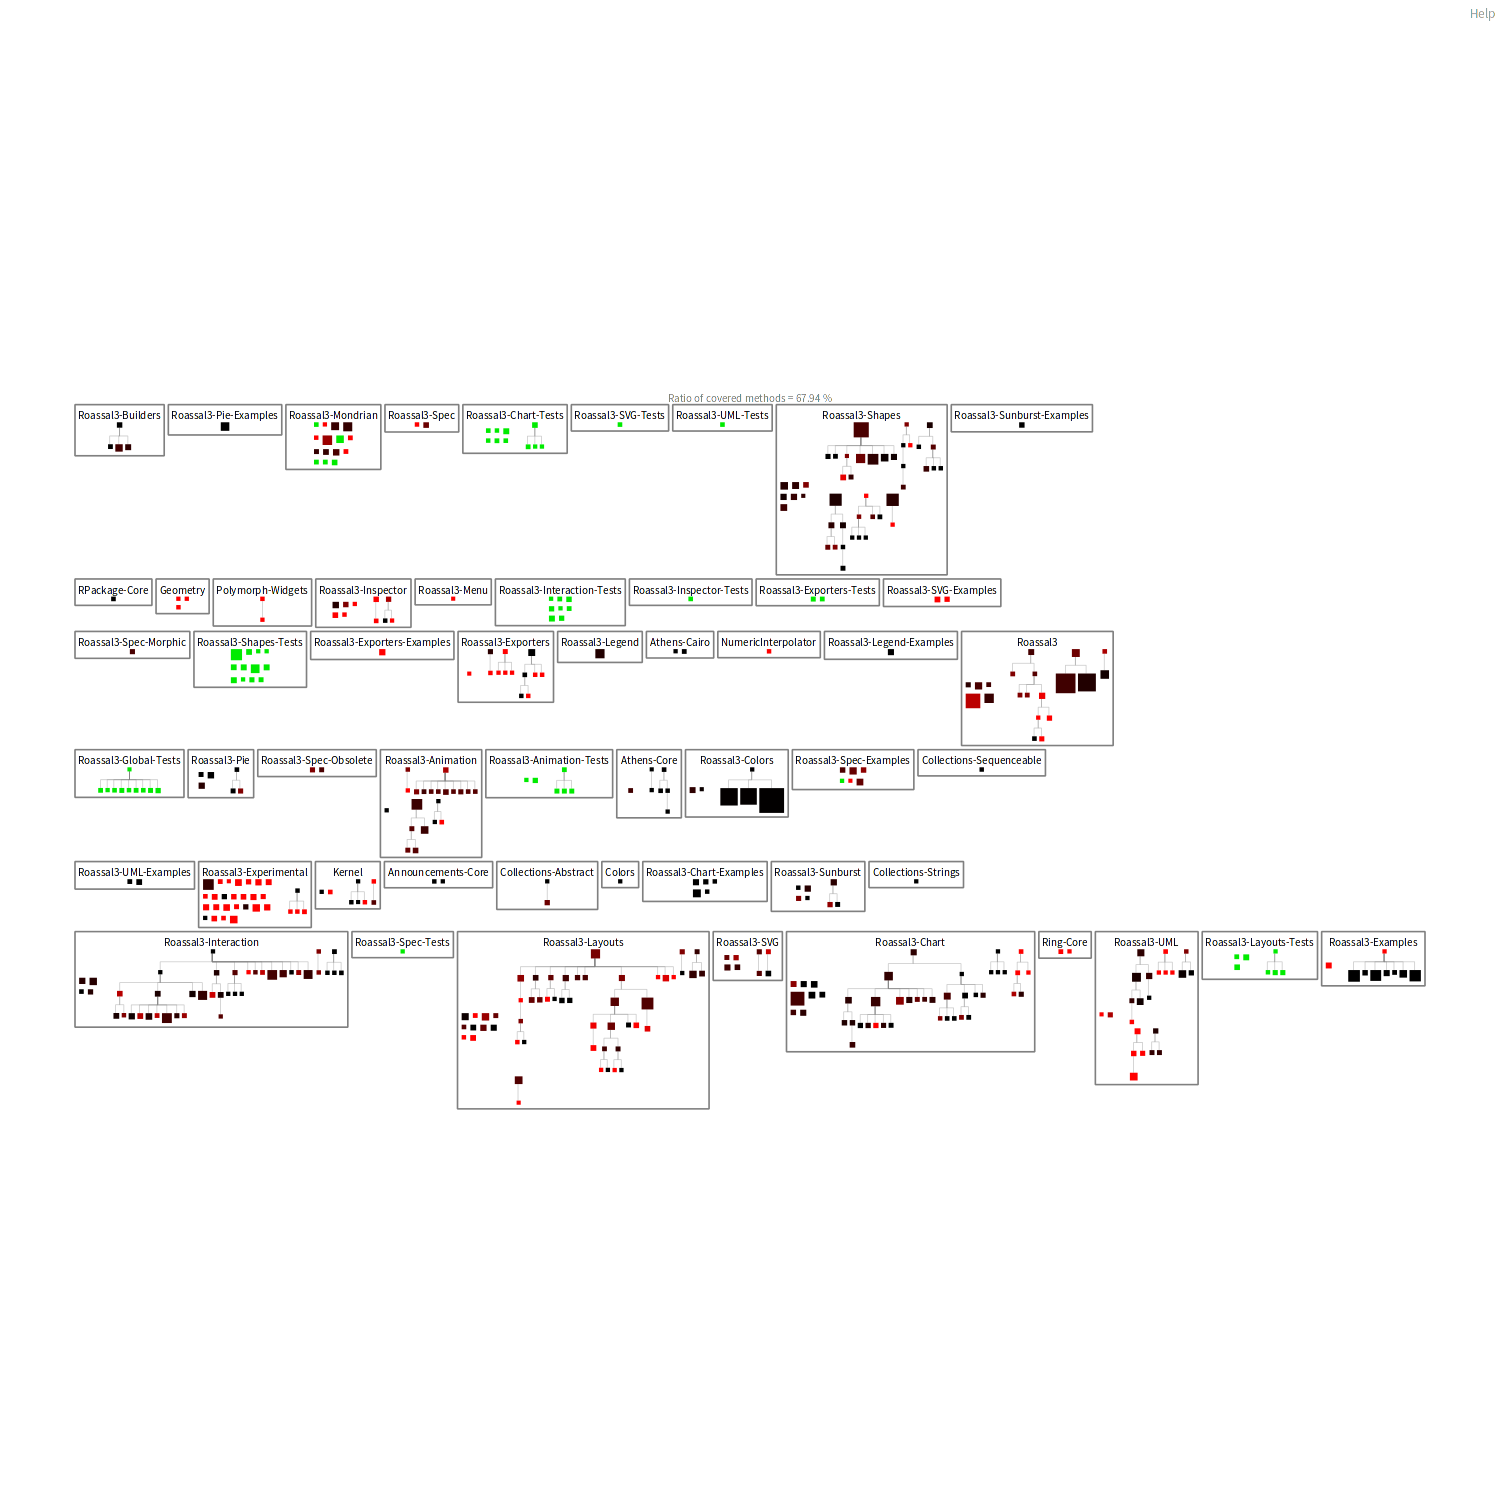 Help
Ratio of covered methods = 67.94 %
Roassal3-Builders
Roassal3-Pie-Examples
Roassal3-Mondrian
Roassal3-Spec
Roassal3-Chart-Tests
Roassal3-SVG-Tests
Roassal3-UML-Tests
Roassal3-Shapes
Roassal3-Sunburst-Examples
RPackage-Core
Geometry
Polymorph-Widgets
Roassal3-Inspector
Roassal3-Menu
Roassal3-Interaction-Tests
Roassal3-Inspector-Tests
Roassal3-Exporters-Tests
Roassal3-SVG-Examples
Roassal3-Spec-Morphic
Roassal3-Shapes-Tests
Roassal3-Exporters-Examples
Roassal3-Exporters
Roassal3-Legend
Athens-Cairo
NumericInterpolator
Roassal3-Legend-Examples
Roassal3
Roassal3-Global-Tests
Roassal3-Pie
Roassal3-Spec-Obsolete
Roassal3-Animation
Roassal3-Animation-Tests
Athens-Core
Roassal3-Colors
Roassal3-Spec-Examples
Collections-Sequenceable
Roassal3-UML-Examples
Roassal3-Experimental
Kernel
Announcements-Core
Collections-Abstract
Colors
Roassal3-Chart-Examples
Roassal3-Sunburst
Collections-Strings
Roassal3-Interaction
Roassal3-Spec-Tests
Roassal3-Layouts
Roassal3-SVG
Roassal3-Chart
Ring-Core
Roassal3-UML
Roassal3-Layouts-Tests
Roassal3-Examples